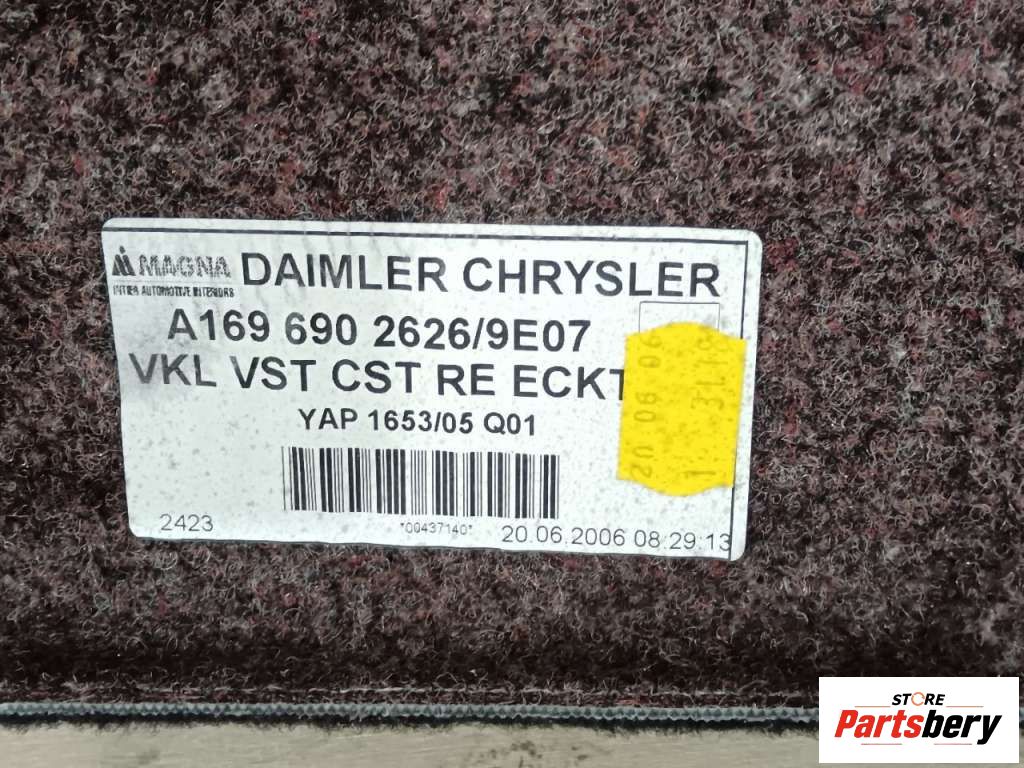 MAGNA DAIMLER CHRYSLER
INTIER AUTOMOTIVE INTERIORS
A169 690 2626/9E07
VKL VST CST RE ECKT
YAP 1653/05 Q01
20 06 06
2423
*00437140*
20.06.2006 08:29:13
STORE
Partsbery